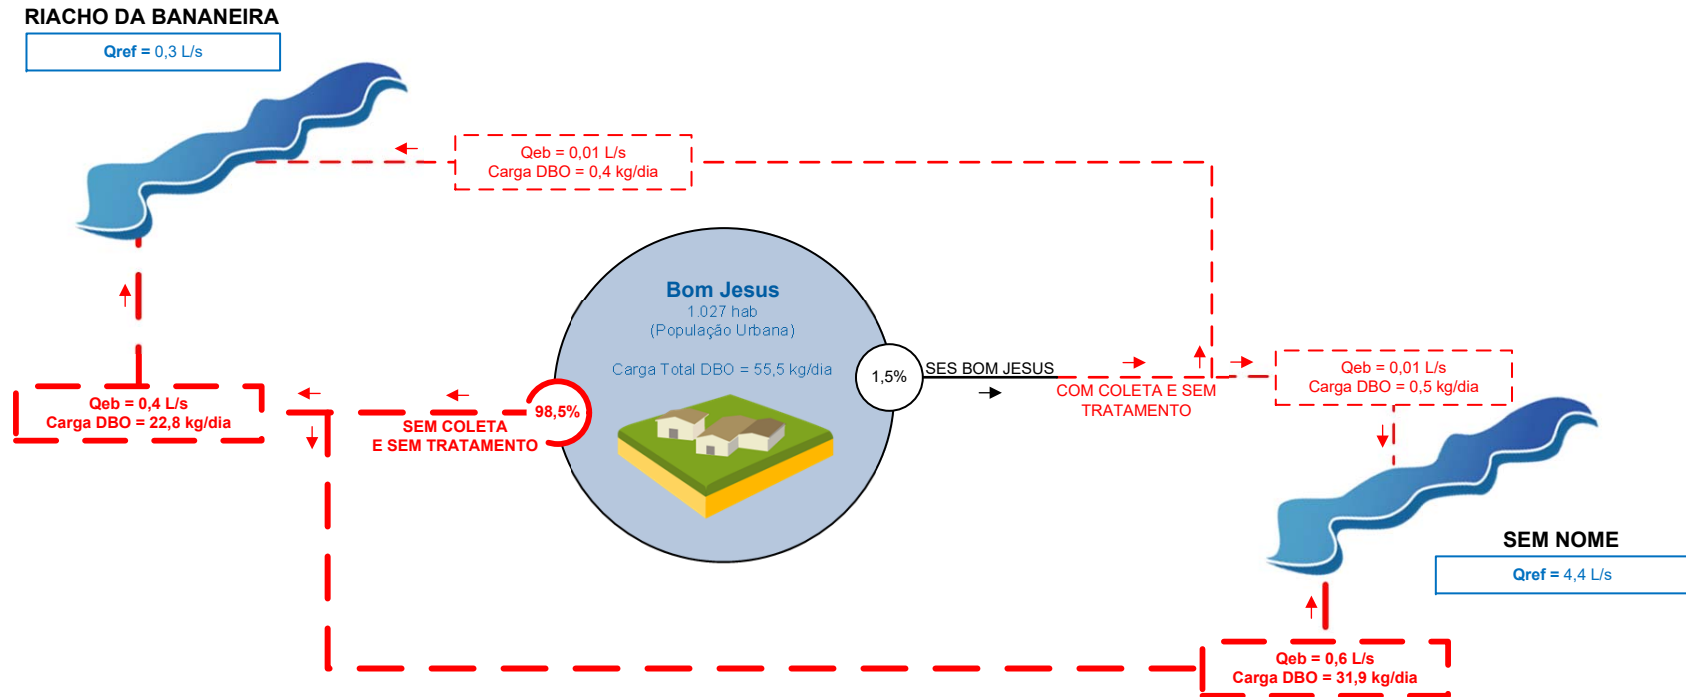 RIACHO DA BANANEIRA
Qref = 0,3 L/s
Qeb = 0,01 L/s
Carga DBO = 0,4 kg/dia
Bom Jesus
1.027 hab
(População Urbana)
Carga Total DBO = 55,5 kg/dia
1,5%
SES BOM JESUS
COM COLETA E SEM
TRATAMENTO
Qeb = 0,01 L/s
Carga DBO = 0,5 kg/dia
98,5%
SEM COLETA
E SEM TRATAMENTO
Qeb = 0,4 L/s
Carga DBO = 22,8 kg/dia
SEM NOME
Qref = 4,4 L/s
Qeb = 0,6 L/s
Carga DBO = 31,9 kg/dia